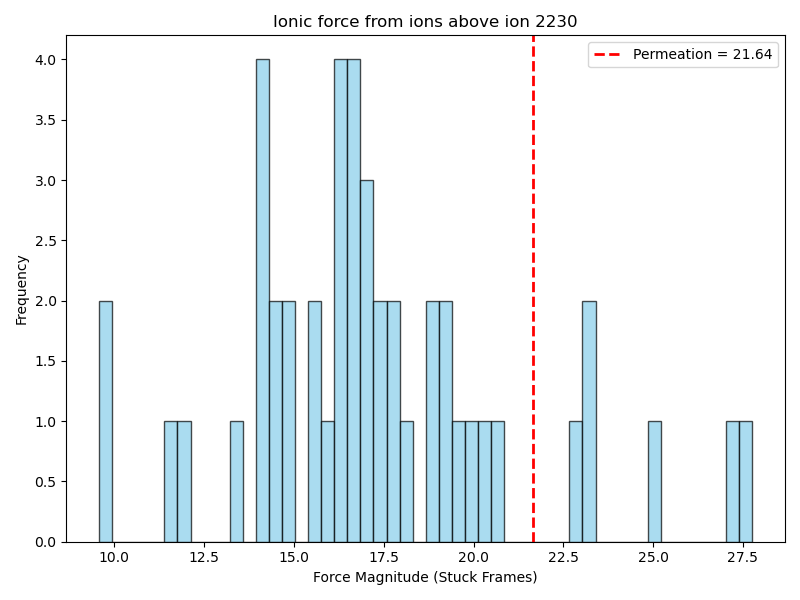 Ionic force from ions above ion 2230
Permeation = 21.64
Frequency
4.0
3.5
3.0
2.5
2.0
1.5
1.0
0.5
0.0
10.0 12.5 15.0 17.5 20.0 22.5 25.0 27.5
Force Magnitude (Stuck Frames)